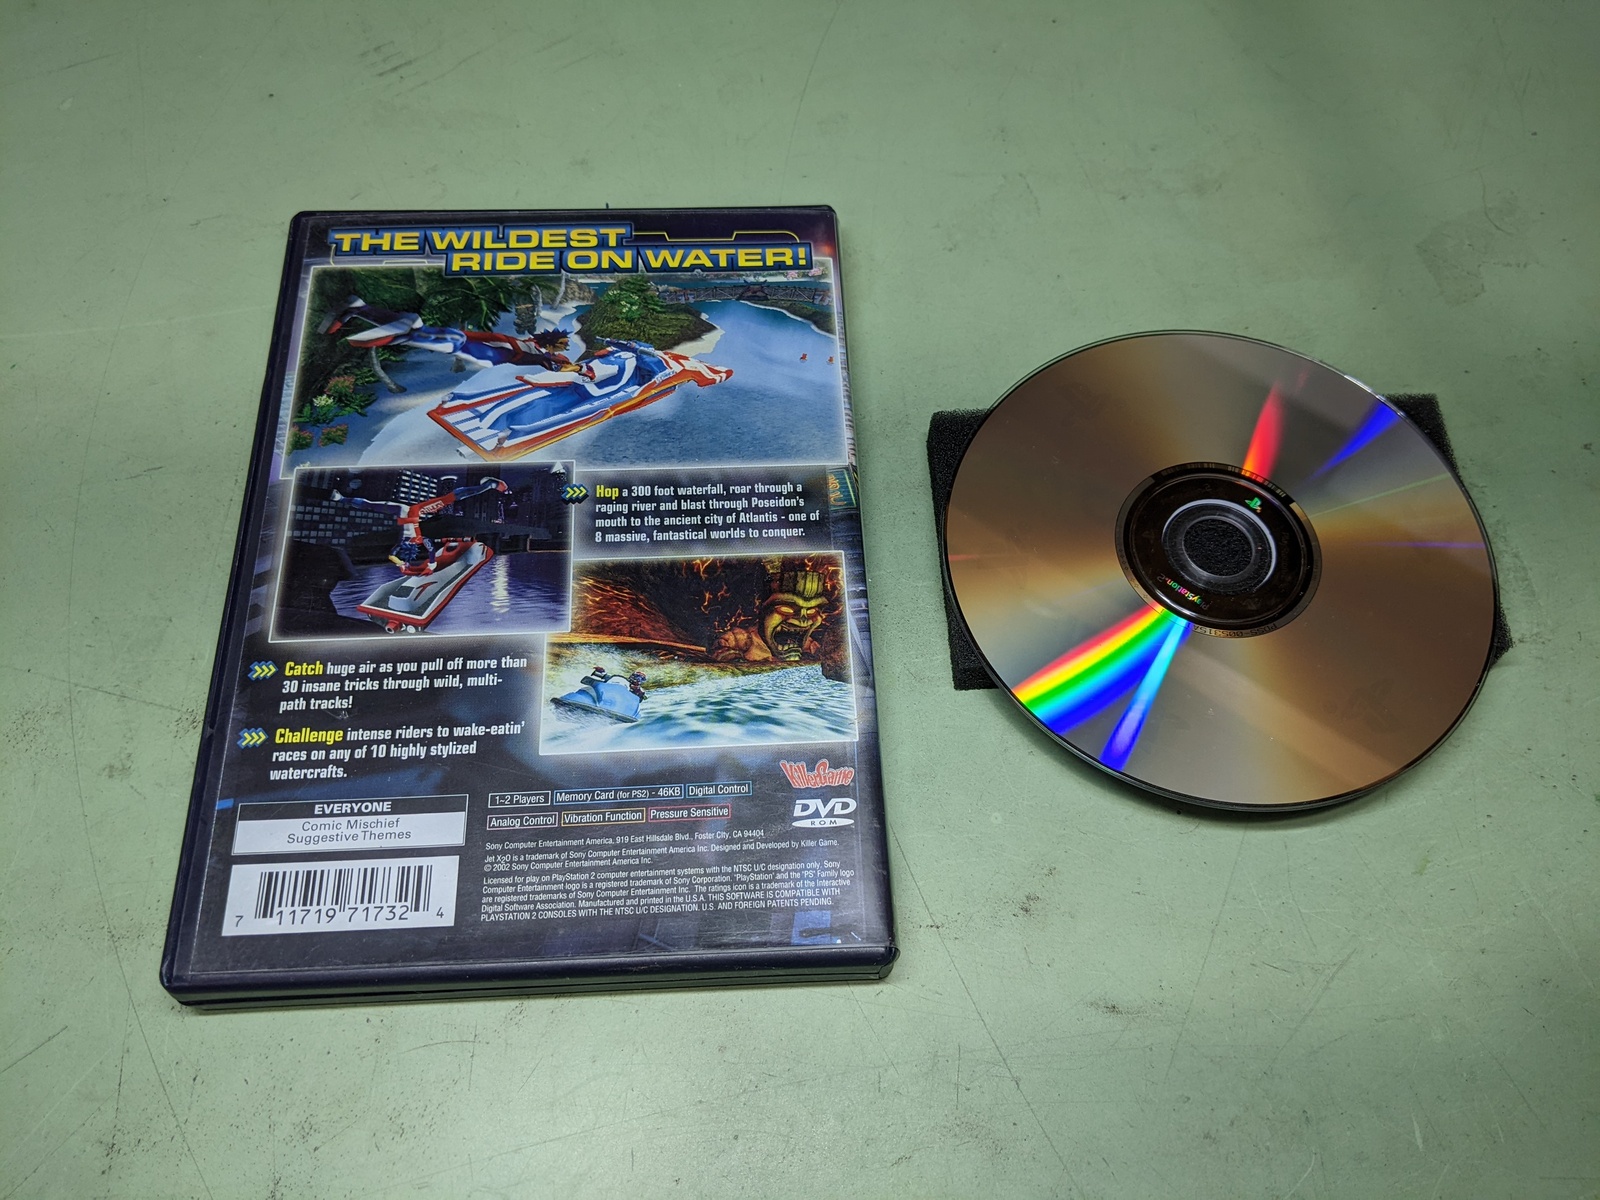 THE WILDEST
RIDE ON WATER!
Hop a 300 foot waterfall, roar through a
raging river and blast through Poseidon's
mouth to the ancient city of Atlantis - one of
8 massive, fantastical worlds to conquer.
Catch huge air as you pull off more than
30 insane tricks through wild, multi-
path tracks!
Challenge intense riders to wake-eatin'
races on any of 10 highly stylized
watercrafts.
KillerGame
DVD
ROM
EVERYONE
Comic Mischief
Suggestive Themes
1~2 Players Memory Card (for PS2) - 46KB Digital Control
Analog Control Vibration Function Pressure Sensitive
Sony Computer Entertainment America, 919 East Hillsdale Blvd., Foster City, CA 94404
Jet X2O is a trademark of Sony Computer Entertainment America Inc. Designed and Developed by Killer Game.
© 2002 Sony Computer Entertainment America Inc.
Licensed for play on PlayStation 2 computer entertainment systems with the NTSC U/C designation only. Sony
Computer Entertainment logo is a registered trademark of Sony Corporation. "PlayStation" and the "PS" Family logo
are registered trademarks of Sony Computer Entertainment Inc. The ratings icon is a trademark of the Interactive
Digital Software Association. Manufactured and printed in the U.S.A. THIS SOFTWARE IS COMPATIBLE WITH
PLAYSTATION 2 CONSOLES WITH THE NTSC U/C DESIGNATION. U.S. AND FOREIGN PATENTS PENDING.
7 11719 71732 4
PlayStation.2